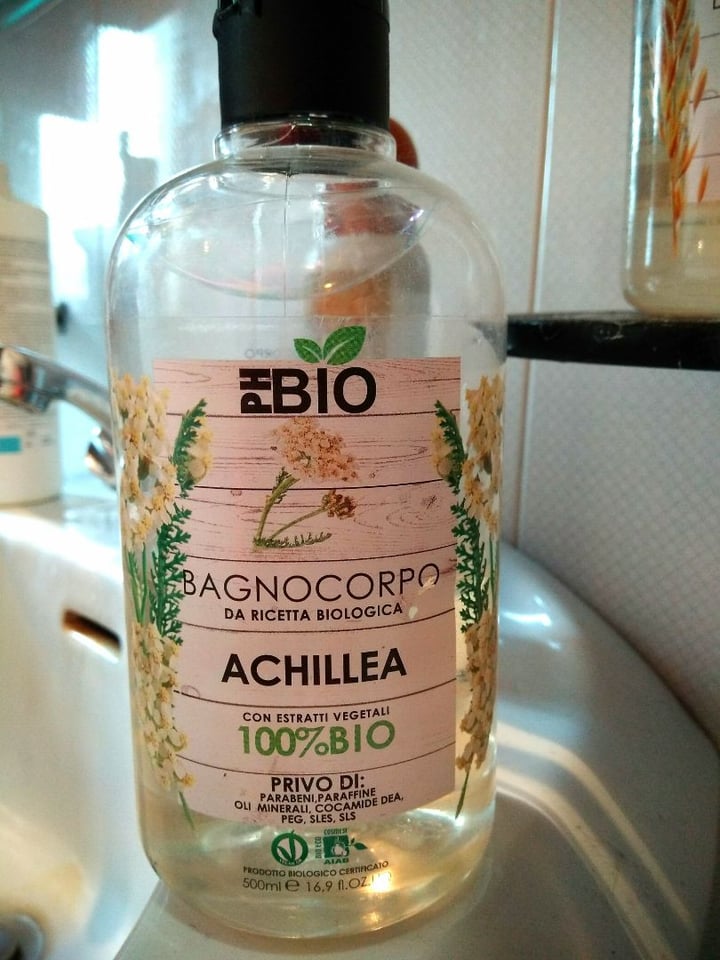 PH BIO
BAGNOCORPO
DA RICETTA BIOLOGICA
ACHILLEA
CON ESTRATTI VEGETALI
100%BIO
PRIVO DI:
PARABENI,PARAFFINE
OLI MINERALI, COCAMIDE DEA,
PEG, SLES, SLS
AIAB
PRODOTTO BIOLOGICO CERTIFICATO
500ml e 16,9 fl.OZ.